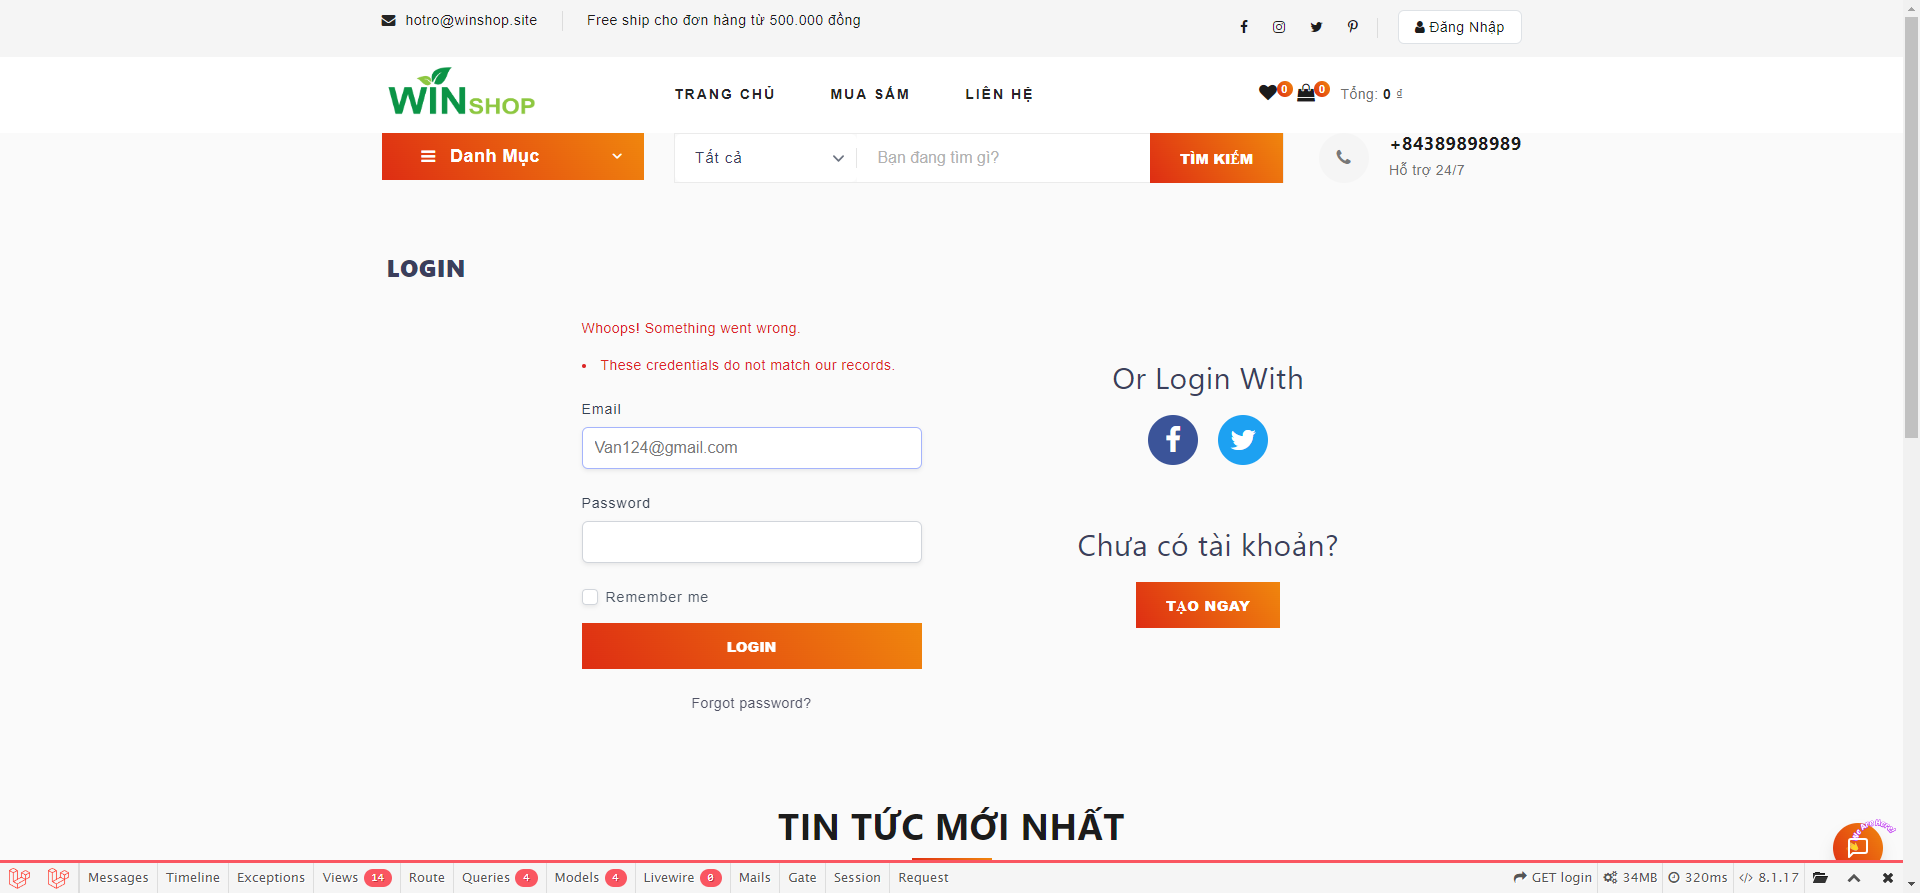 hotro@winshop.site
Free ship cho đơn hàng từ 500.000 đồng
Đăng Nhập
WINSHOP
TRANG CHỦ
MUA SẮM
LIÊN HỆ
0
0
Tổng: 0 ₫
Danh Mục
Tất cả
Bạn đang tìm gì?
TÌM KIẾM
+84389898989
Hỗ trợ 24/7
LOGIN
Whoops! Something went wrong.
These credentials do not match our records.
Email
Van124@gmail.com
Password
Remember me
LOGIN
Forgot password?
Or Login With
Chưa có tài khoản?
TẠO NGAY
TIN TỨC MỚI NHẤT
We Are Here!
Messages
Timeline
Exceptions
Views 14
Route
Queries 4
Models 4
Livewire 0
Mails
Gate
Session
Request
GET login
34MB
320ms
8.1.17